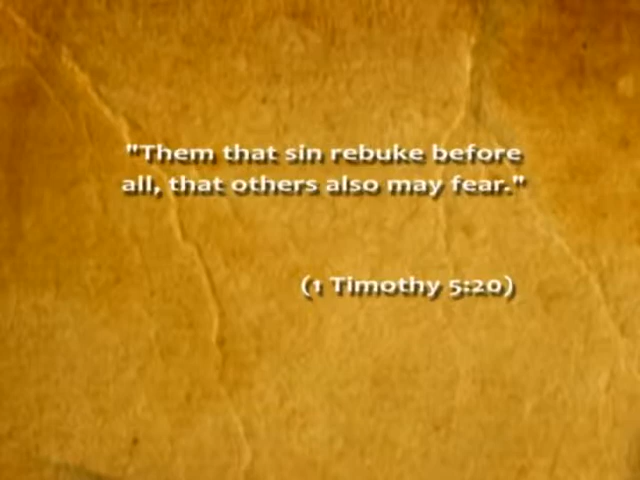 "Them that sin rebuke before
all, that others also may fear."
(1 Timothy 5:20)